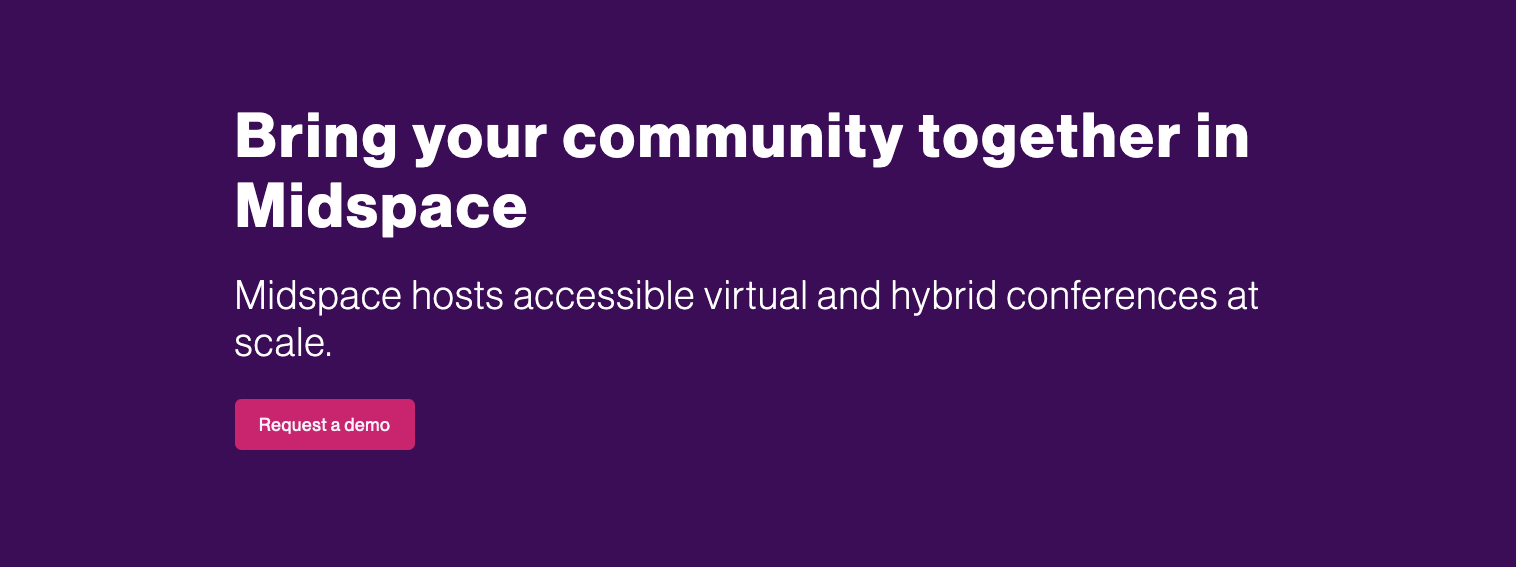 Bring your community together in
Midspace
Midspace hosts accessible virtual and hybrid conferences at
scale.
Request a demo